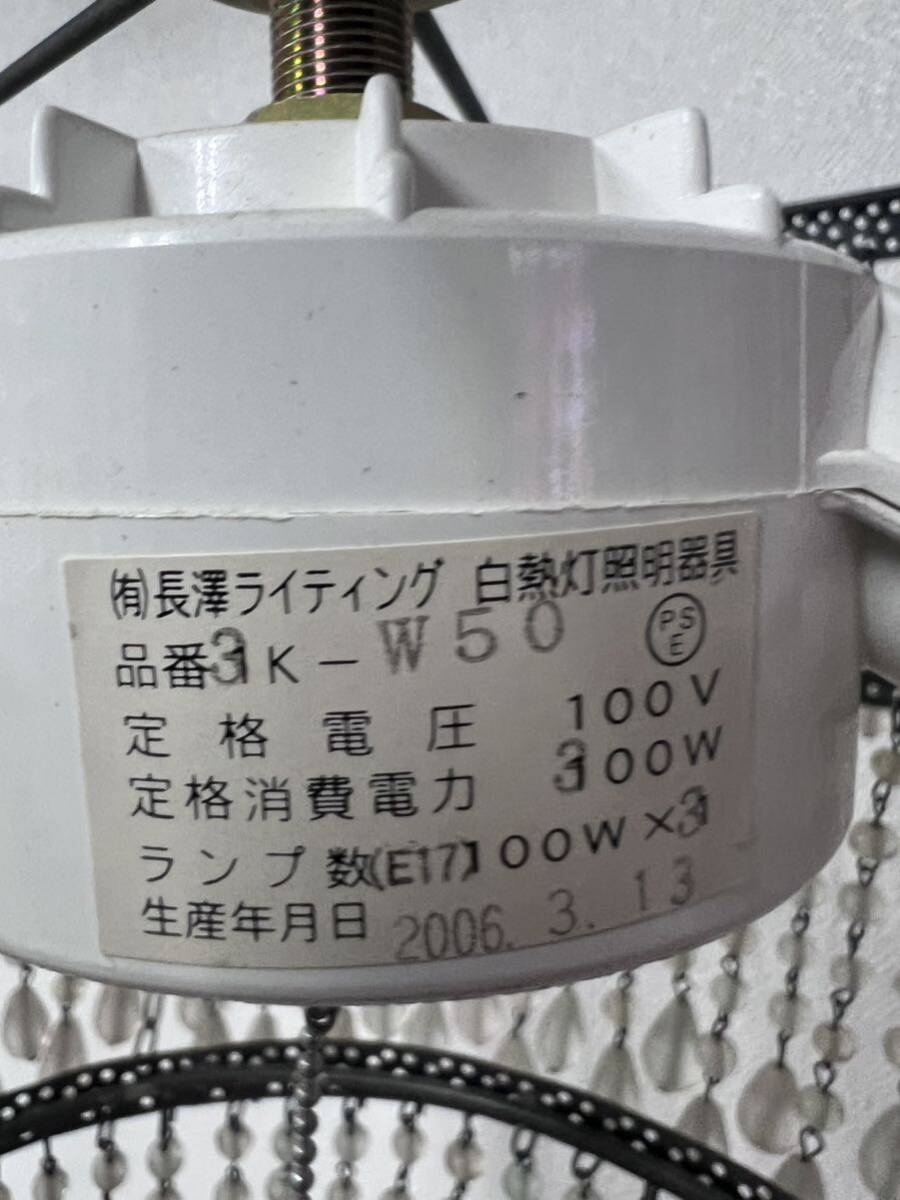 (有)長澤ライティング 白熱灯照明器具
品番3K-W50 PSE
定格電圧 100V
定格消費電力 300W
ランプ数(E17)100W×3
生産年月日 2006.3.13